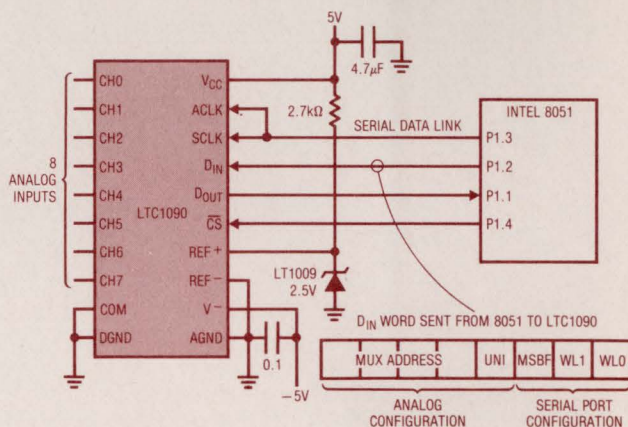 5V
4.7µF
2.7kΩ
8
ANALOG
INPUTS
CH0
CH1
CH2
CH3
CH4
CH5
CH6
CH7
COM
DGND
LTC1090
VCC
ACLK
SCLK
DIN
DOUT
CS
REF+
REF−
V−
AGND
SERIAL DATA LINK
INTEL 8051
P1.3
P1.2
P1.1
P1.4
LT1009
2.5V
0.1
−5V
DIN WORD SENT FROM 8051 TO LTC1090
MUX ADDRESS UNI MSBF WL1 WL0
ANALOG
CONFIGURATION
SERIAL PORT
CONFIGURATION